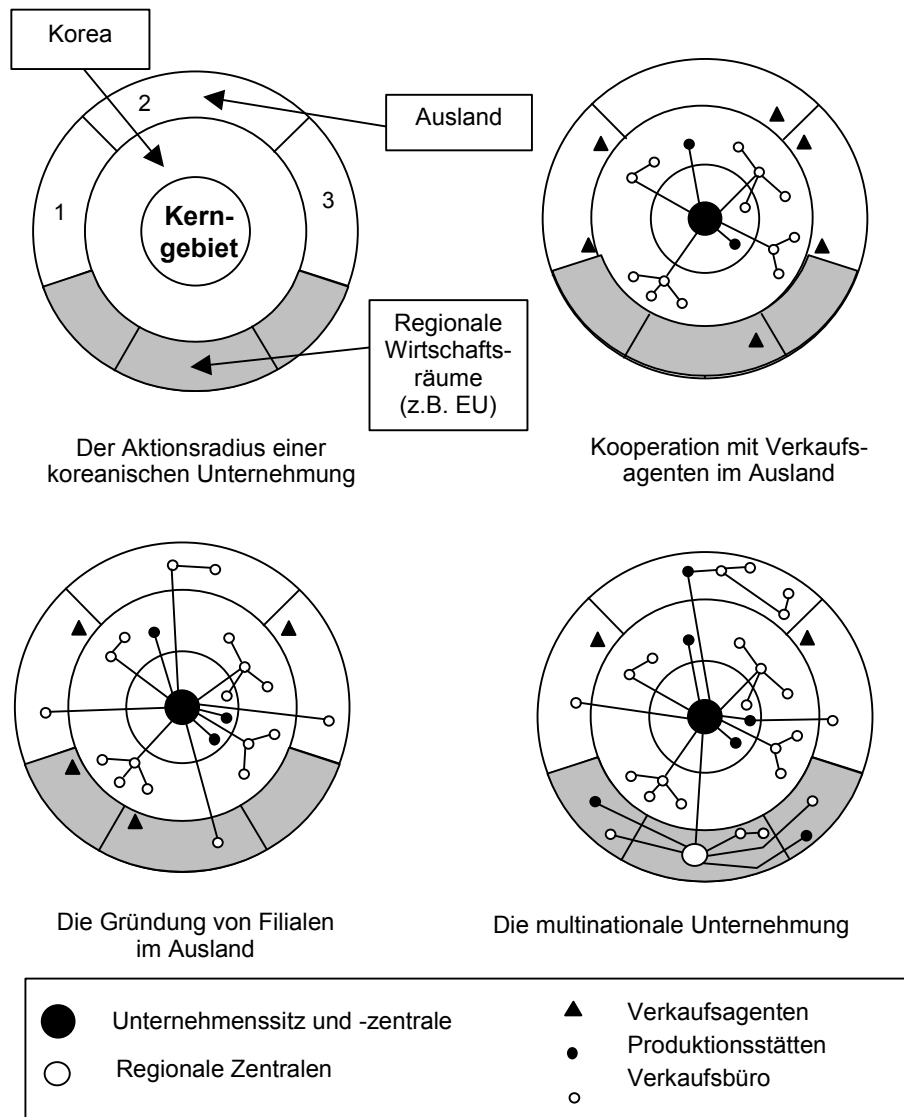 Korea
2
Ausland
1
3
Kern-
gebiet
Regionale
Wirtschafts-
räume
(z.B. EU)
Der Aktionsradius einer
koreanischen Unternehmung
Kooperation mit Verkaufs-
agenten im Ausland
Die Gründung von Filialen
im Ausland
Die multinationale Unternehmung
Unternehmenssitz und -zentrale
Regionale Zentralen
Verkaufsagenten
Produktionsstätten
Verkaufsbüro